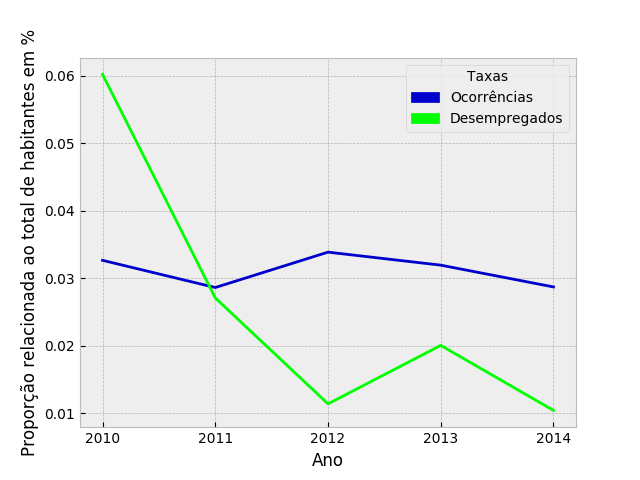 Proporção relacionada ao total de habitantes em %
0.06
0.05
0.04
0.03
0.02
0.01
Taxas
Ocorrências
Desempregados
2010 2011 2012 2013 2014
Ano